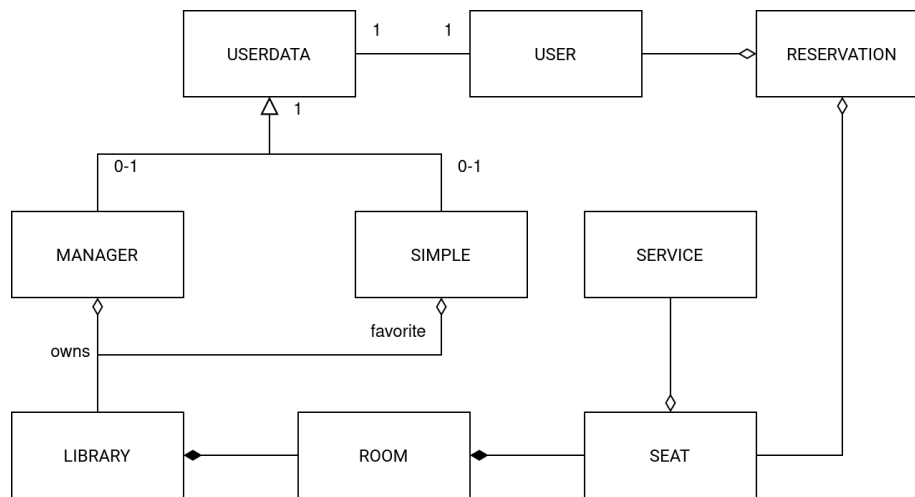 1 1
USERDATA USER RESERVATION
1
0-1 0-1
MANAGER SIMPLE SERVICE
favorite
owns
LIBRARY ROOM SEAT